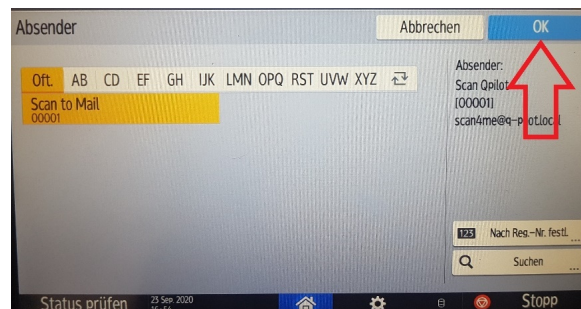 Absender
Abbrechen
OK
Oft. AB CD EF GH IJK LMN OPQ RST UVW XYZ
Scan to Mail
00001
Absender:
Scan Qpilot
[00001]
scan4me@q-pilot.local
123 Nach Reg.-Nr. festl. ...
Suchen ...
Status prüfen
23 Sep. 2020
Stopp